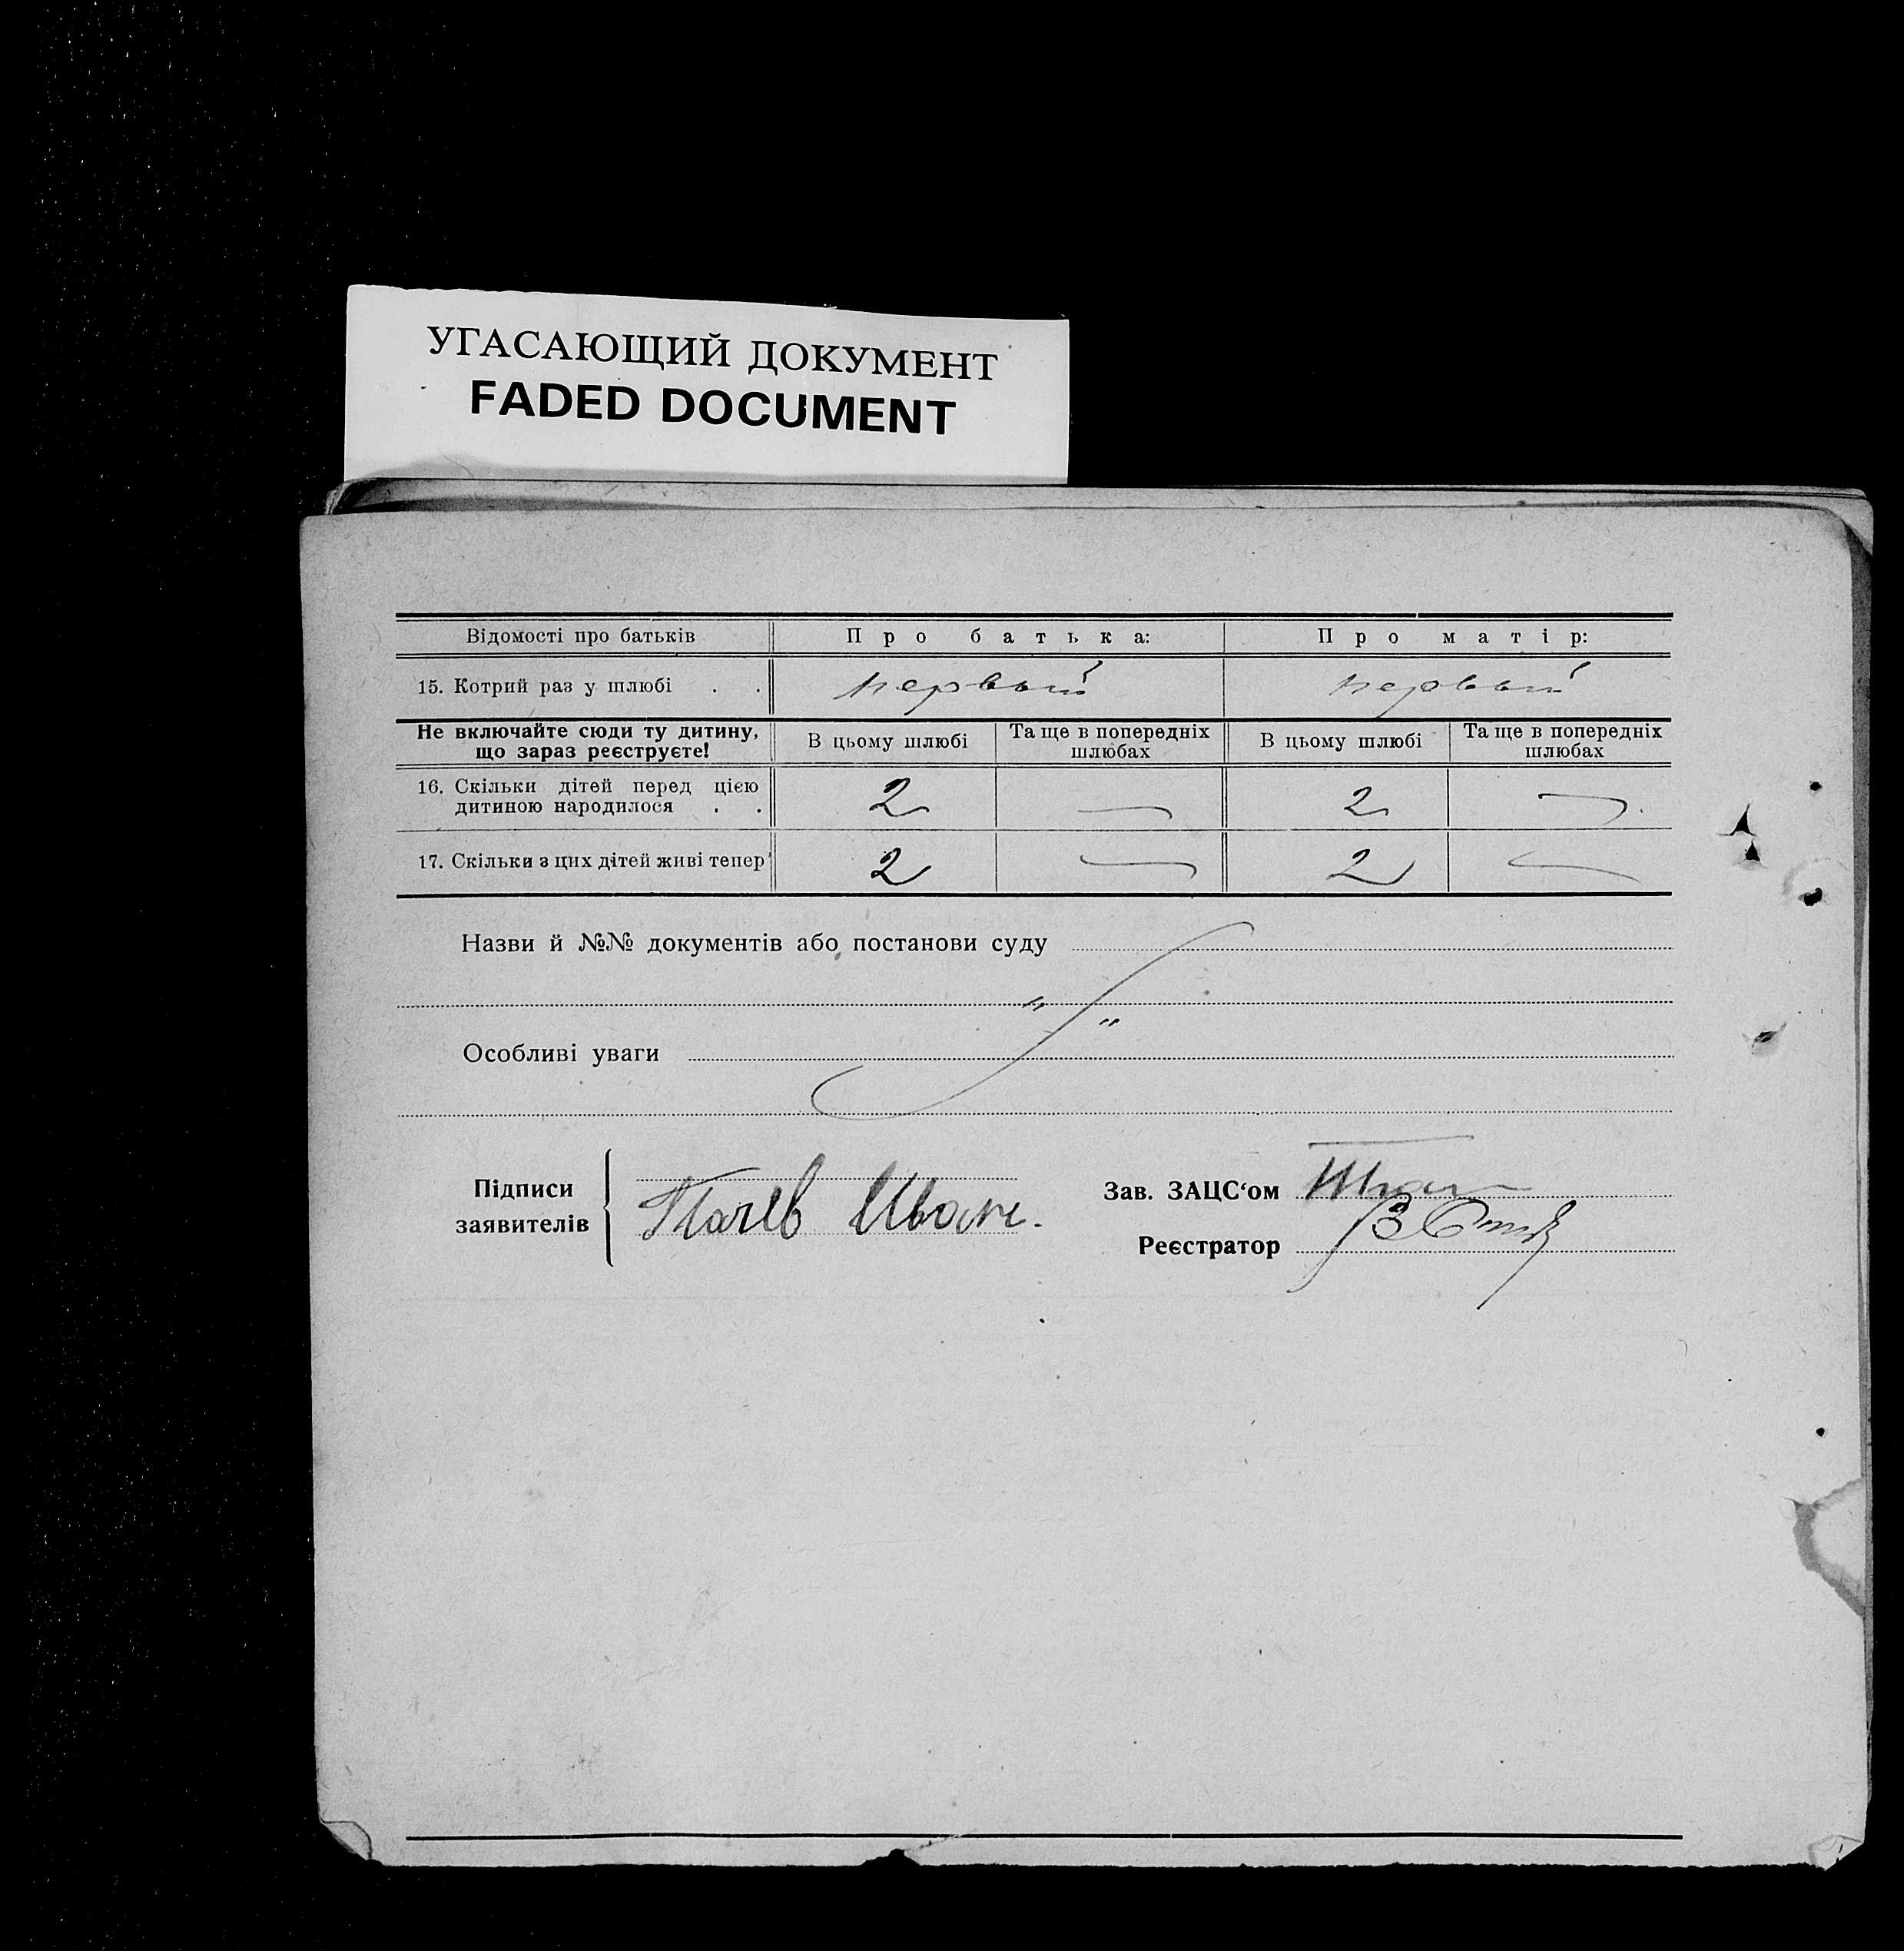 УГАСАЮЩИЙ ДОКУМЕНТ
FADED DOCUMENT
Відомості про батьків Про батька: Про матір:
15. Котрий раз у шлюбі . . первый первый
Не включайте сюди ту дитину, що зараз реєструєте! В цьому шлюбі Та ще в попередніх шлюбах В цьому шлюбі Та ще в попередніх шлюбах
16. Скільки дітей перед цією дитиною народилося . . 2 — 2 —
17. Скільки з цих дітей живі тепер 2 — 2 —
Назви й №№ документів або постанови суду
" "
Особливі уваги
Підписи заявителів Иван.
Зав. ЗАЦС‘ом
Реєстратор